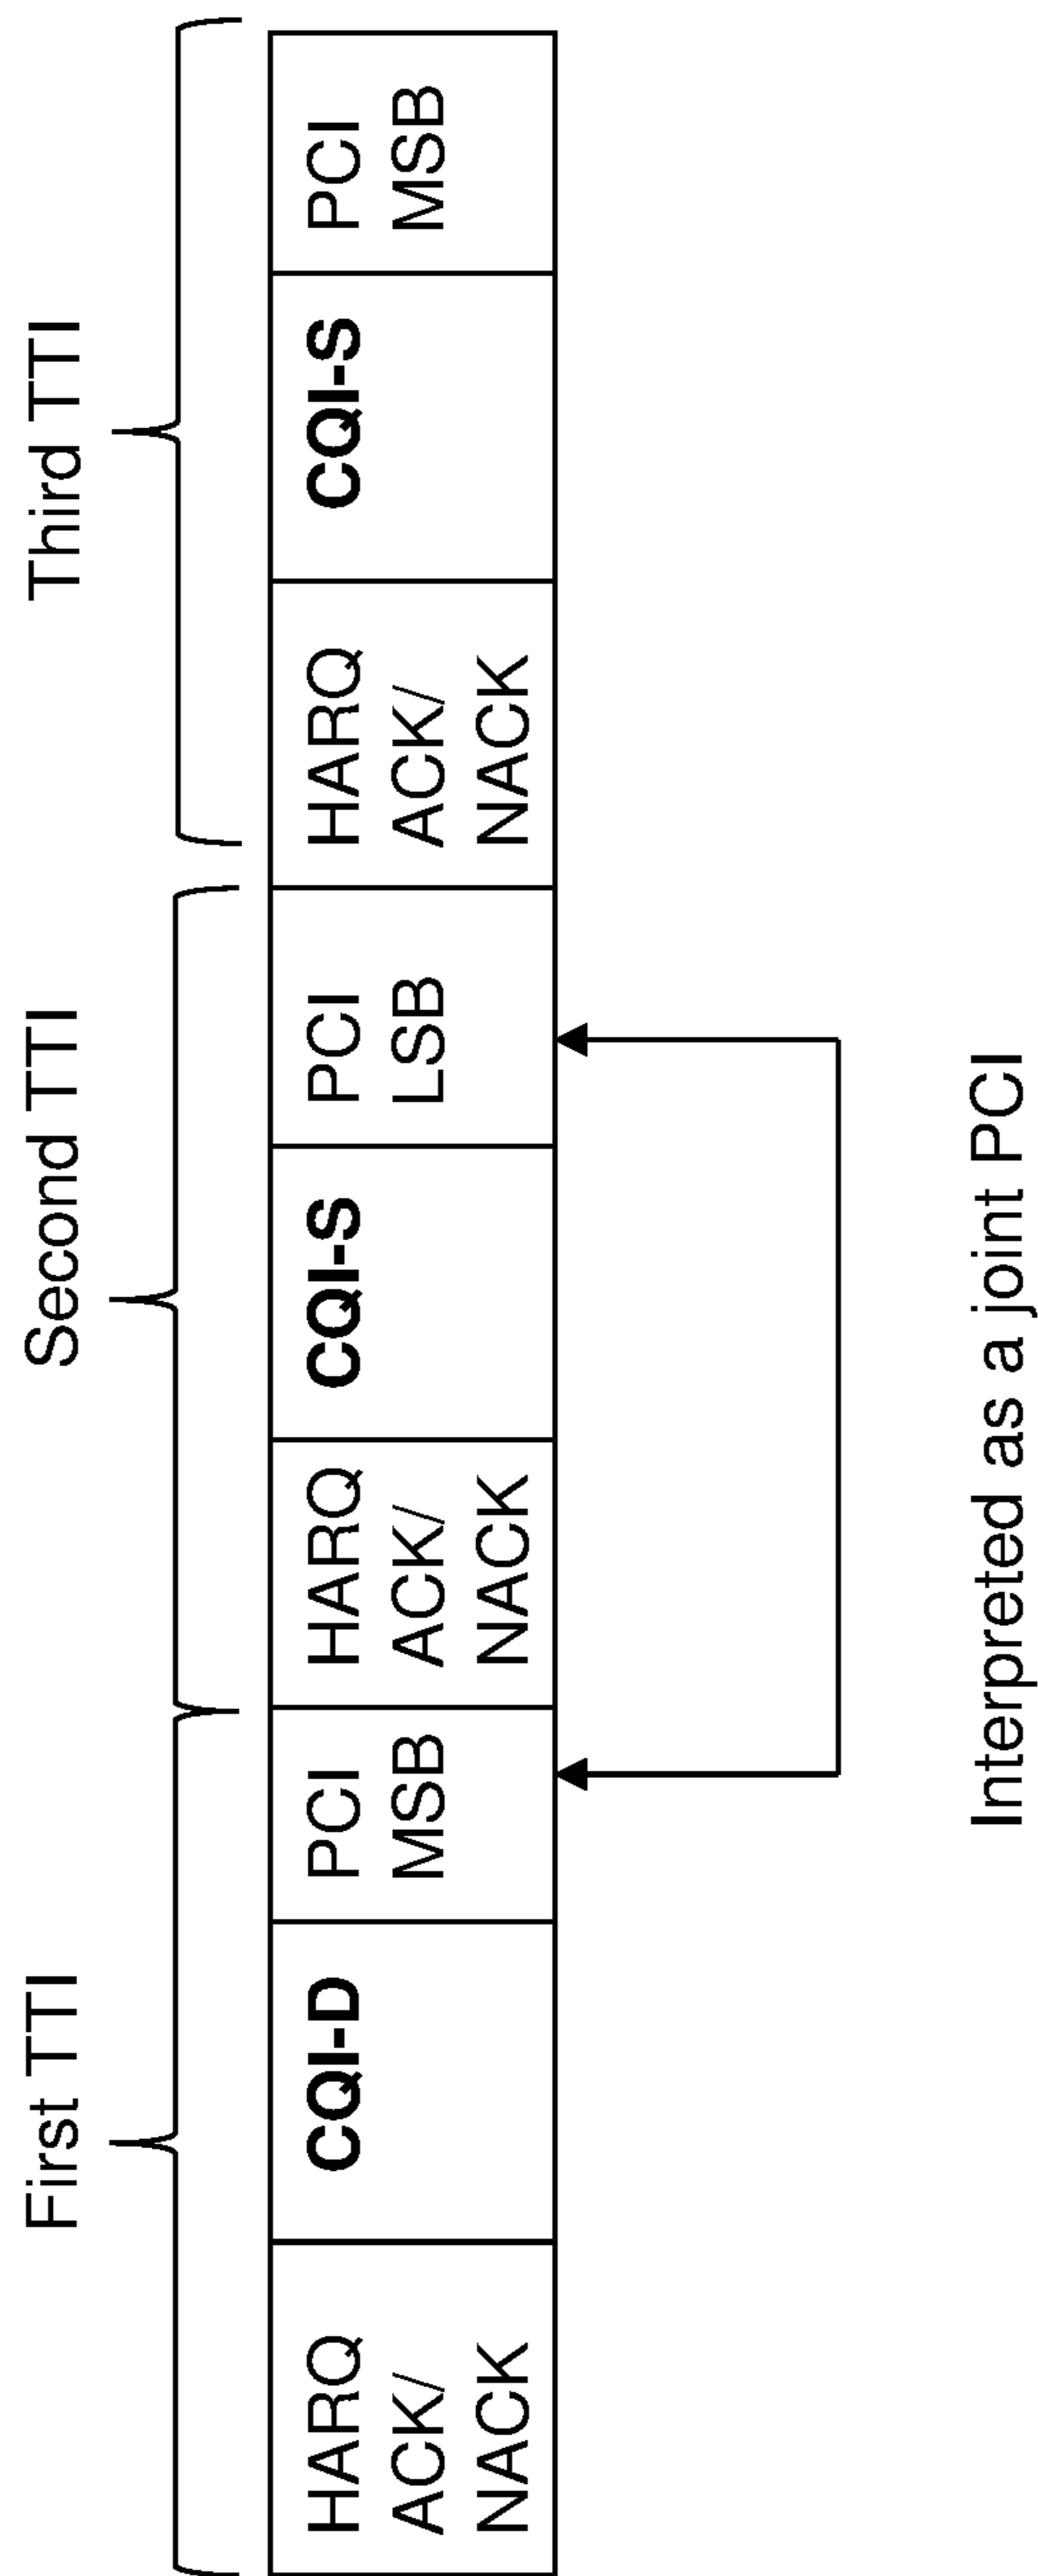 First TTI
Second TTI
Third TTI
HARQ
ACK/
NACK
CQI-D
PCI
MSB
HARQ
ACK/
NACK
CQI-S
PCI
LSB
HARQ
ACK/
NACK
CQI-S
PCI
MSB
Interpreted as a joint PCI